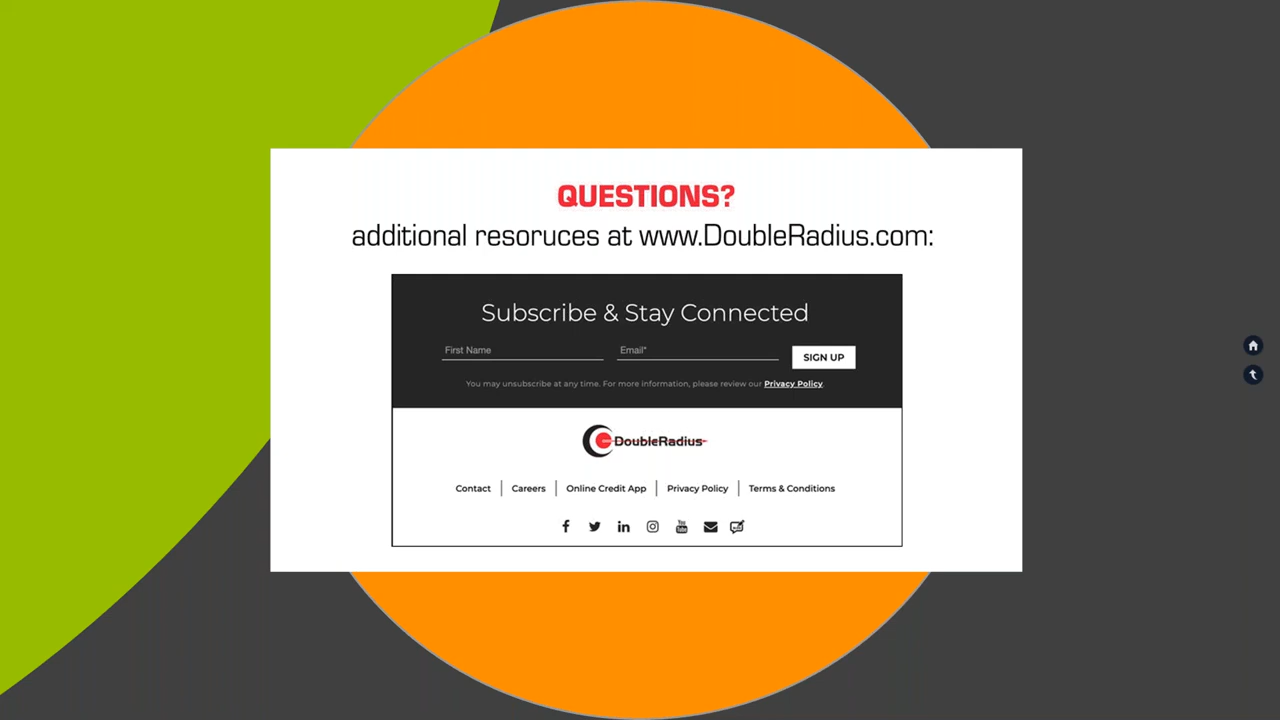 QUESTIONS?
additional resoruces at www.DoubleRadius.com:
Subscribe & Stay Connected
First Name
Email*
SIGN UP
You may unsubscribe at any time. For more information, please review our Privacy Policy.
DoubleRadius
Contact
Careers
Online Credit App
Privacy Policy
Terms & Conditions